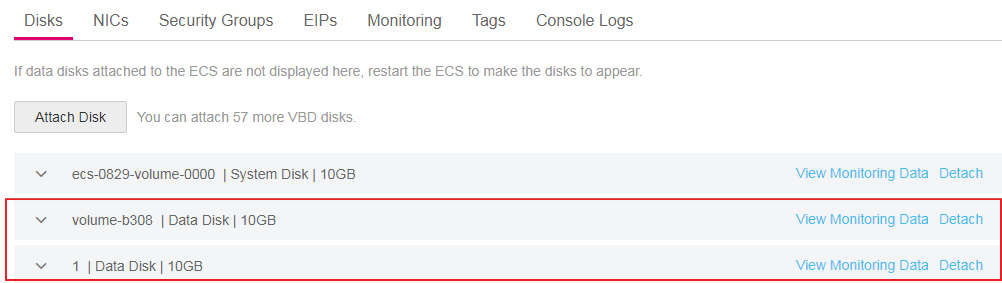 Disks NICs Security Groups EIPs Monitoring Tags Console Logs
If data disks attached to the ECS are not displayed here, restart the ECS to make the disks to appear.
Attach Disk You can attach 57 more VBD disks.
ecs-0829-volume-0000 | System Disk | 10GB View Monitoring Data Detach
volume-b308 | Data Disk | 10GB View Monitoring Data Detach
1 | Data Disk | 10GB View Monitoring Data Detach